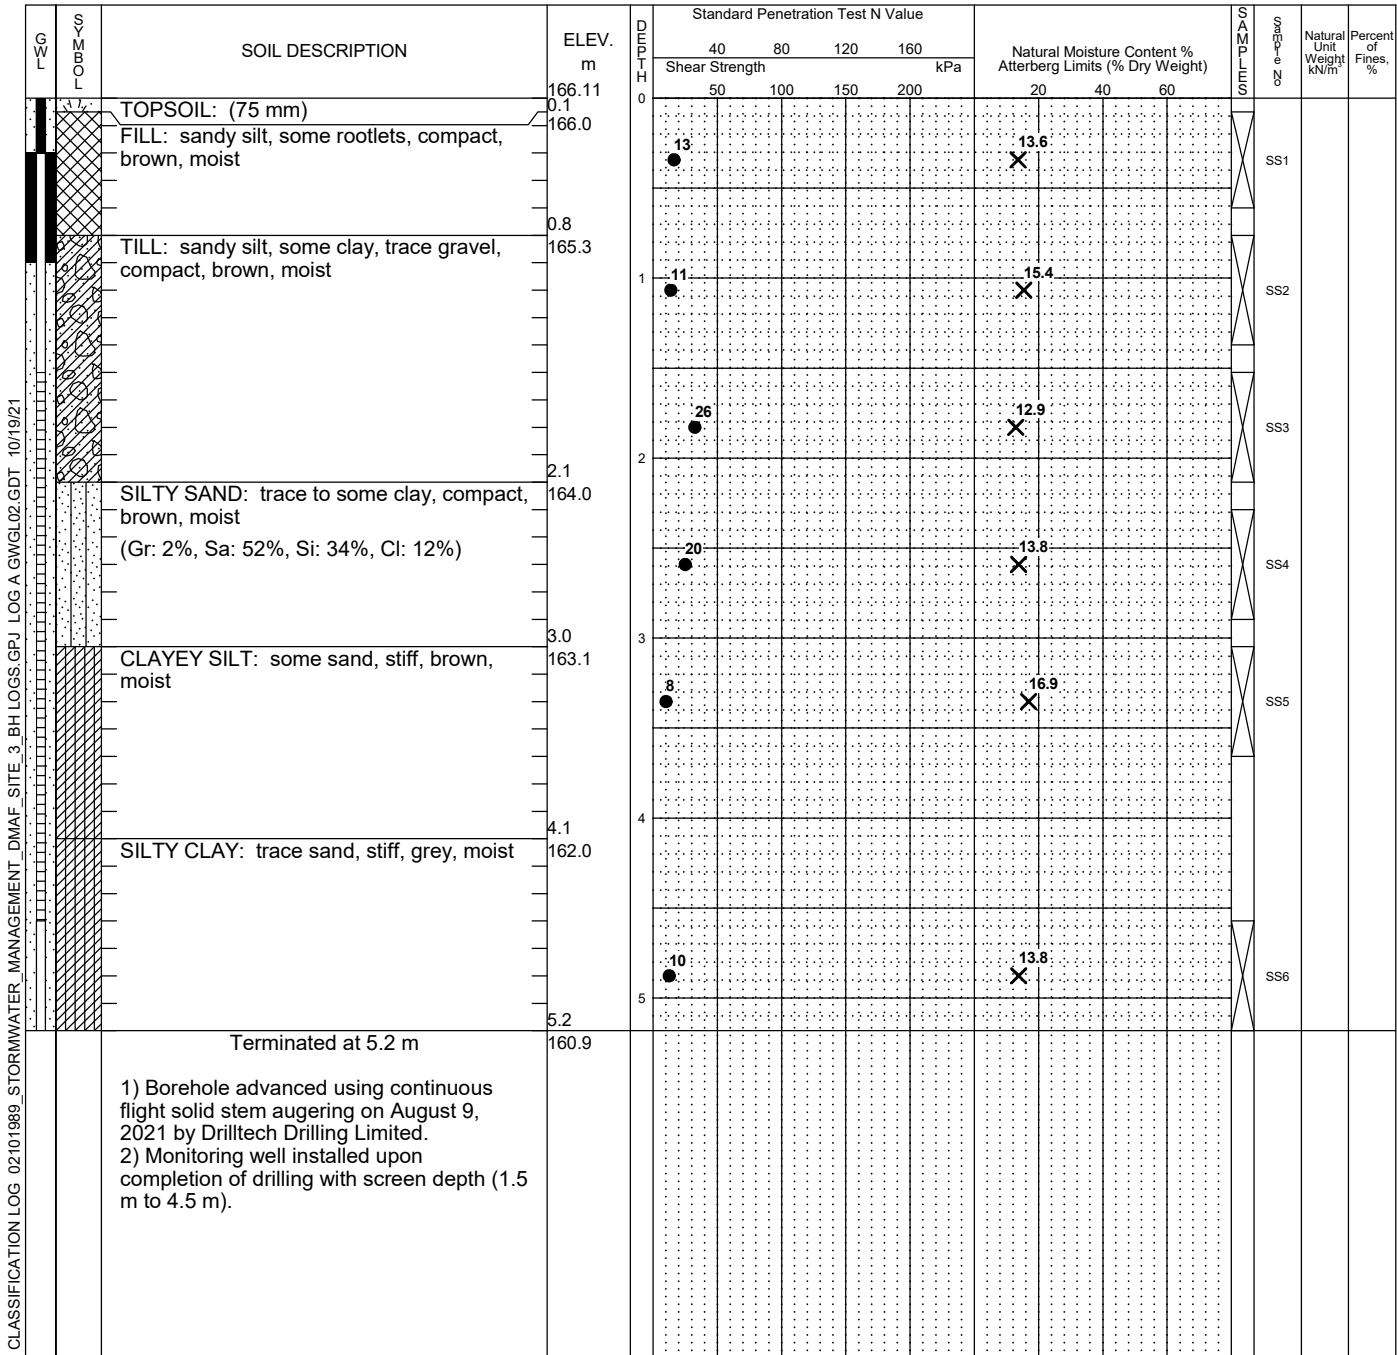 GWL
SYMBOL
SOIL DESCRIPTION
ELEV.
m
166.11
DEPTH
Standard Penetration Test N Value
40 80 120 160
Shear Strength kPa
50 100 150 200
Natural Moisture Content %
Atterberg Limits (% Dry Weight)
20 40 60
SAMPLES
Sample No
Natural
Unit
Weight
kN/m³
Percent
of
Fines,
%
0
TOPSOIL: (75 mm)
0.1
166.0
FILL: sandy silt, some rootlets, compact,
brown, moist
13
13.6
SS1
0.8
165.3
TILL: sandy silt, some clay, trace gravel,
compact, brown, moist
1
11
15.4
SS2
26
12.9
SS3
2
2.1
164.0
SILTY SAND: trace to some clay, compact,
brown, moist
(Gr: 2%, Sa: 52%, Si: 34%, Cl: 12%)
20
13.8
SS4
3.0
3
163.1
CLAYEY SILT: some sand, stiff, brown,
moist
8
16.9
SS5
4
4.1
162.0
SILTY CLAY: trace sand, stiff, grey, moist
10
13.8
SS6
5
5.2
160.9
Terminated at 5.2 m
1) Borehole advanced using continuous
flight solid stem augering on August 9,
2021 by Drilltech Drilling Limited.
2) Monitoring well installed upon
completion of drilling with screen depth (1.5
m to 4.5 m).
CLASSIFICATION LOG 02101989_STORMWATER_MANAGEMENT_DMAF_SITE_3_BH LOGS.GPJ LOG A GWGL02.GDT 10/19/21